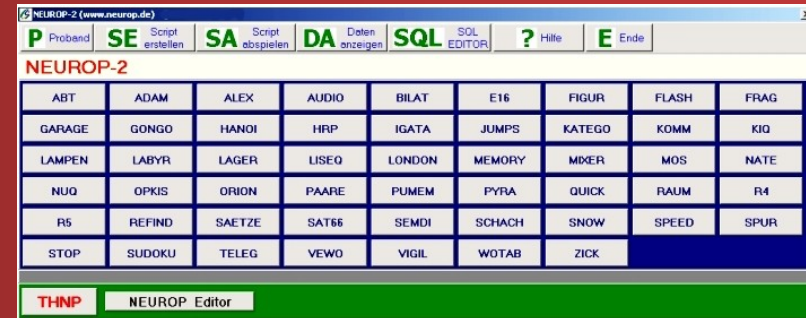 NEUROP-2 (www.neurop.de)
P Proband SE Script erstellen SA Script abspielen DA Daten anzeigen SQL SQL EDITOR ? Hilfe E Ende
NEUROP-2
ABT ADAM ALEX AUDIO BILAT E16 FIGUR FLASH FRAG
GARAGE GONGO HANOI HRP IGATA JUMPS KATEGO KOMM KIQ
LAMPEN LABYR LAGER LISEQ LONDON MEMORY MIXER MOS NATE
NUQ OPKIS ORION PAARE PUMEM PYRA QUICK RAUM R4
R5 REFIND SAETZE SAT66 SEMDI SCHACH SNOW SPEED SPUR
STOP SUDOKU TELEG VEWO VIGIL WOTAB ZICK
THNP NEUROP Editor